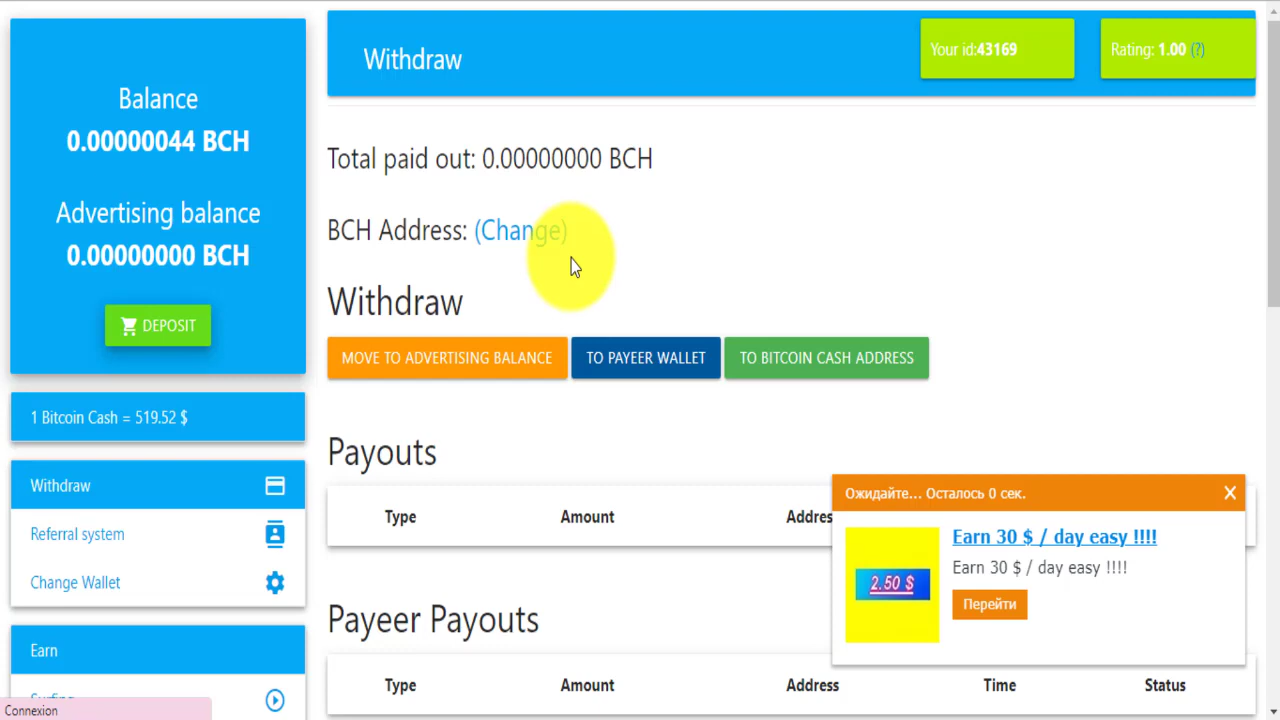 Balance
0.00000044 BCH
Advertising balance
0.00000000 BCH
DEPOSIT
1 Bitcoin Cash = 519.52 $
Withdraw
Referral system
Change Wallet
Earn
Surfing
Connexion
Withdraw
Your id:43169
Rating: 1.00 (?)
Total paid out: 0.00000000 BCH
BCH Address: (Change)
Withdraw
MOVE TO ADVERTISING BALANCE TO PAYEER WALLET TO BITCOIN CASH ADDRESS
Payouts
Type Amount
Payeer Payouts
Type Amount Address Time Status
Ожидайте... Осталось 0 сек.
Earn 30 $ / day easy !!!!
Earn 30 $ / day easy !!!!
2.50 $
Перейти